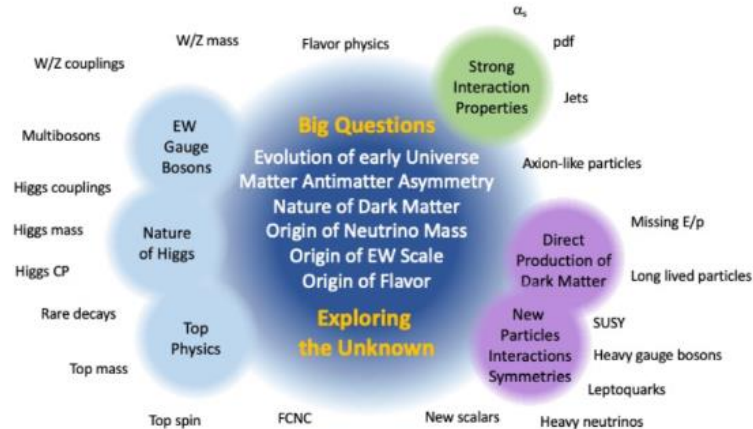 αs
W/Z mass
Flavor physics
pdf
W/Z couplings
Strong
Interaction
Properties
Jets
Big Questions
EW
Gauge
Bosons
Multibosons
Evolution of early Universe
Matter Antimatter Asymmetry
Nature of Dark Matter
Origin of Neutrino Mass
Origin of EW Scale
Origin of Flavor
Axion-like particles
Higgs couplings
Nature
of Higgs
Higgs mass
Higgs CP
Missing E/p
Direct
Production of
Dark Matter
Long lived particles
Rare decays
Top
Physics
Exploring
the Unknown
New
Particles
Interactions
Symmetries
SUSY
Heavy gauge bosons
Top mass
Leptoquarks
Top spin
FCNC
New scalars
Heavy neutrinos